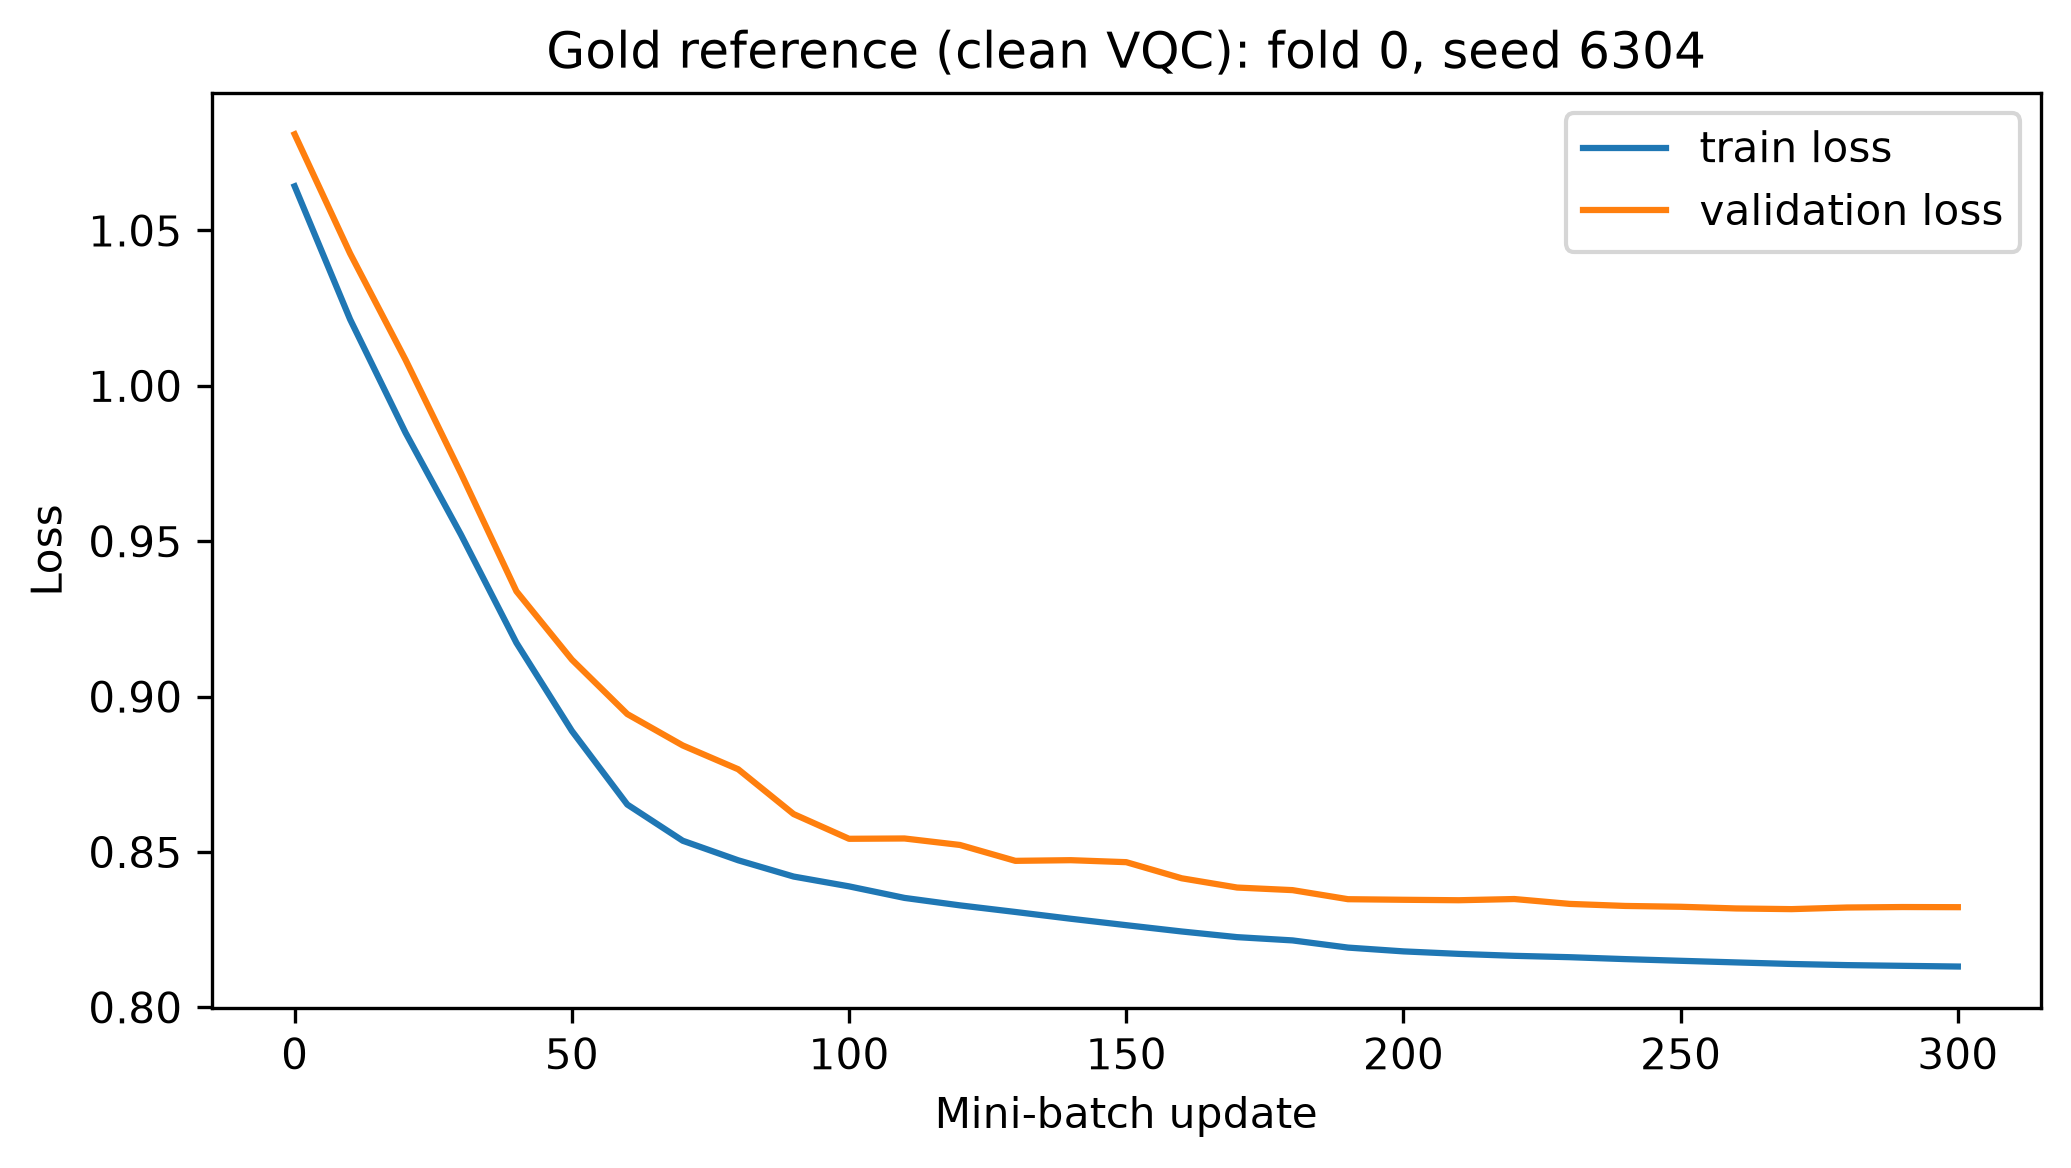 Gold reference (clean VQC): fold 0, seed 6304
train loss
validation loss
1.05
1.00
0.95
0.90
0.85
0.80
Loss
0 50 100 150 200 250 300
Mini-batch update